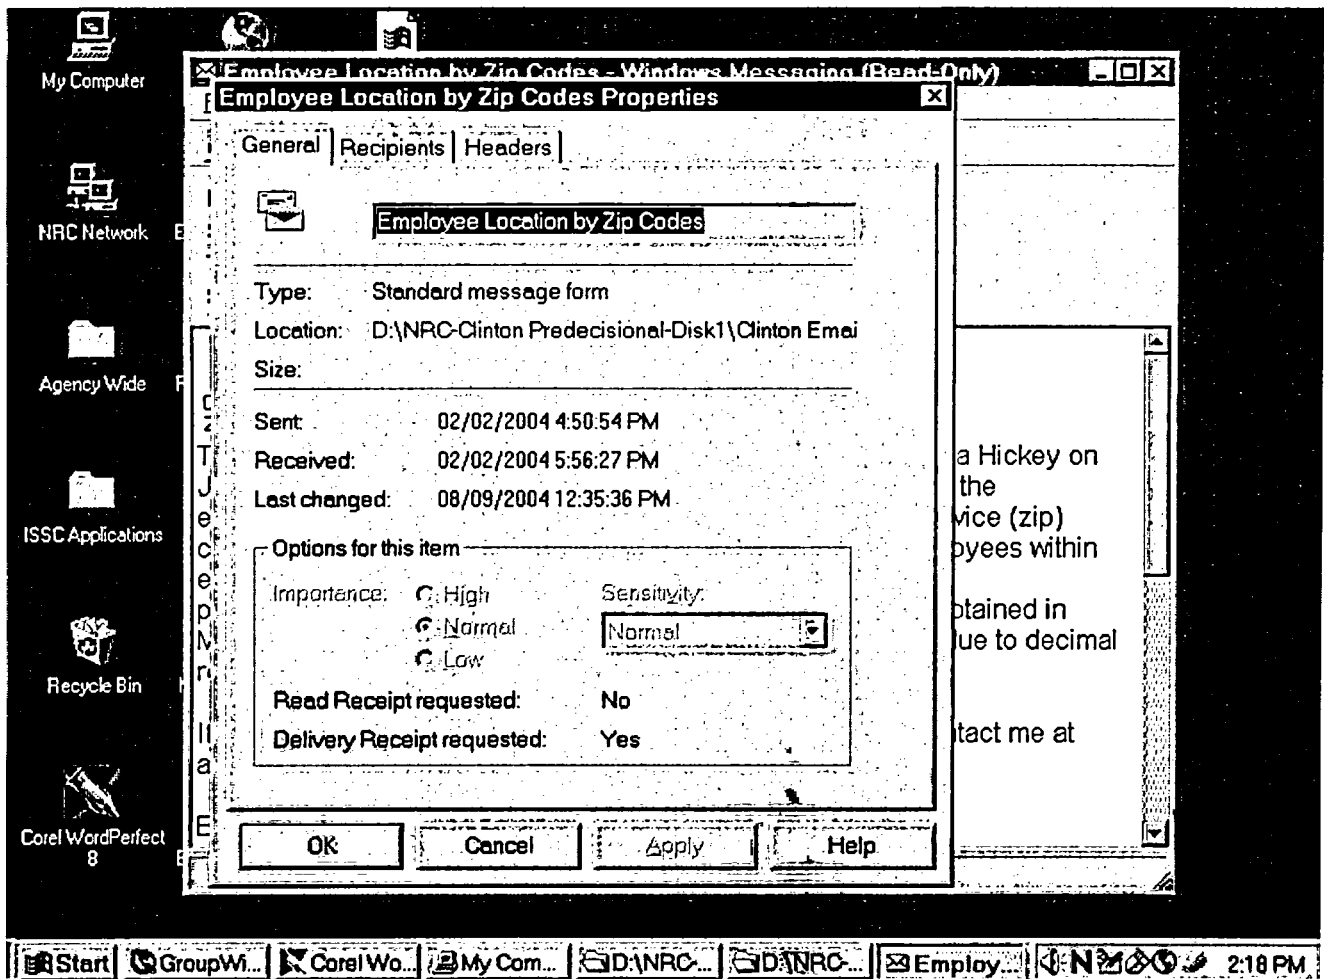 My Computer
NRC Network
Agency Wide
ISSC Applications
Recycle Bin
Corel WordPerfect
8
Employee Location by Zip Codes - Windows Messaging (Read-Only)
Employee Location by Zip Codes Properties
General Recipients Headers
Employee Location by Zip Codes
Type: Standard message form
Location: D:\NRC-Clinton Predecisional-Disk1\Clinton Emai
Size:
Sent: 02/02/2004 4:50:54 PM
Received: 02/02/2004 5:56:27 PM
Last changed: 08/09/2004 12:35:36 PM
Options for this item
Importance: High
Normal
Low
Sensitivity:
Normal
Read Receipt requested: No
Delivery Receipt requested: Yes
OK Cancel Apply Help
a Hickey on
the
vice (zip)
oyees within
otained in
lue to decimal
ntact me at
Start GroupWi... Corel Wo... My Com... D:\NRC-... D:\NRC-... Employ... 2:18 PM